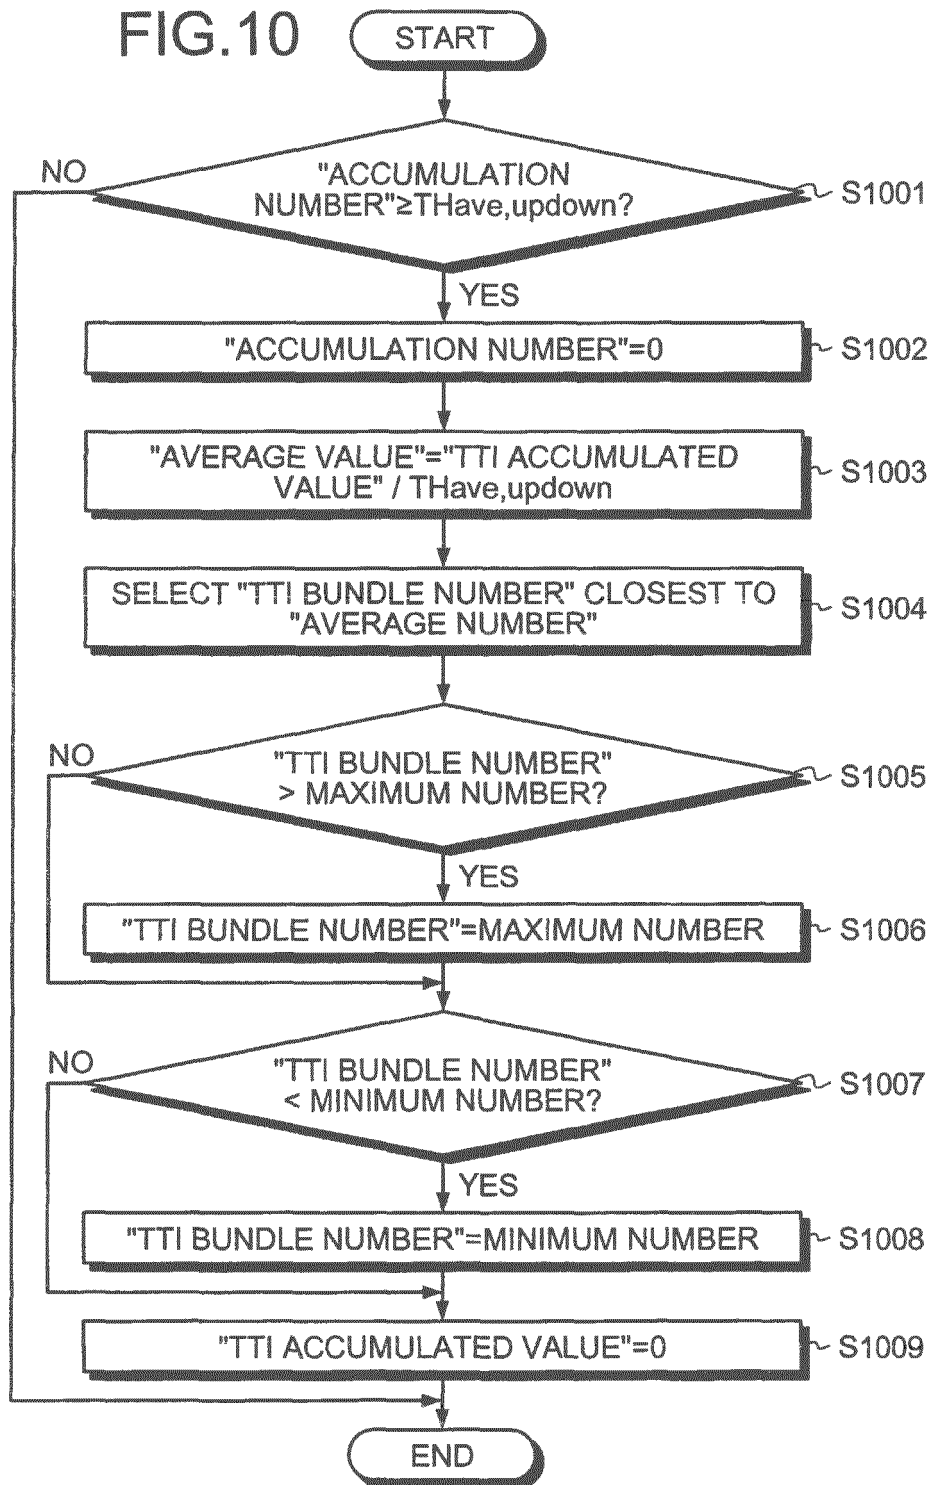 FIG.10
START
NO
"ACCUMULATION
NUMBER"≥THave,updown?
S1001
YES
"ACCUMULATION NUMBER"=0
S1002
"AVERAGE VALUE"="TTI ACCUMULATED
VALUE" / THave,updown
S1003
SELECT "TTI BUNDLE NUMBER" CLOSEST TO
"AVERAGE NUMBER"
S1004
NO
"TTI BUNDLE NUMBER"
> MAXIMUM NUMBER?
S1005
YES
"TTI BUNDLE NUMBER"=MAXIMUM NUMBER
S1006
NO
"TTI BUNDLE NUMBER"
< MINIMUM NUMBER?
S1007
YES
"TTI BUNDLE NUMBER"=MINIMUM NUMBER
S1008
"TTI ACCUMULATED VALUE"=0
S1009
END